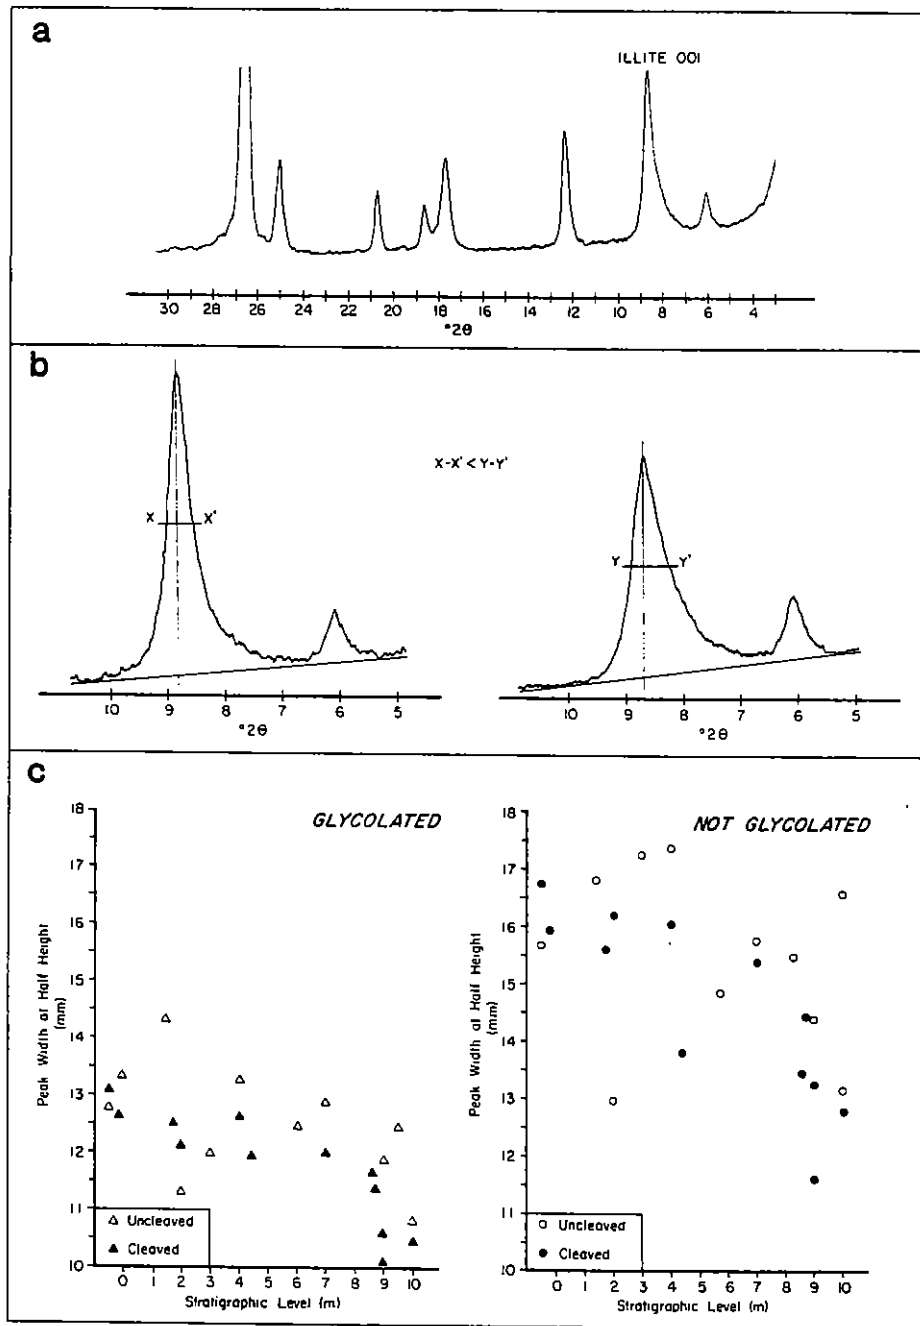 a
ILLITE 001
30 28 26 24 22 20 18 16 14 12 10 8 6 4
°2θ
b
X-X' < Y-Y'
X X'
Y Y'
10 9 8 7 6 5
°2θ
10 9 8 7 6 5
°2θ
c
GLYCOLATED
Peak Width at Half Height
(mm)
18
17
16
15
14
13
12
11
10
△ Uncleaved
▲ Cleaved
0 1 2 3 4 5 6 7 8 9 10
Stratigraphic Level (m)
NOT GLYCOLATED
Peak Width at Half Height
(mm)
18
17
16
15
14
13
12
11
10
○ Uncleaved
● Cleaved
0 1 2 3 4 5 6 7 8 9 10
Stratigraphic Level (m)